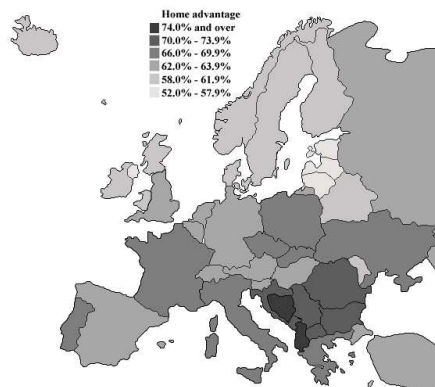 Home advantage
74.0% and over
70.0% - 73.9%
66.0% - 69.9%
62.0% - 63.9%
58.0% - 61.9%
52.0% - 57.9%